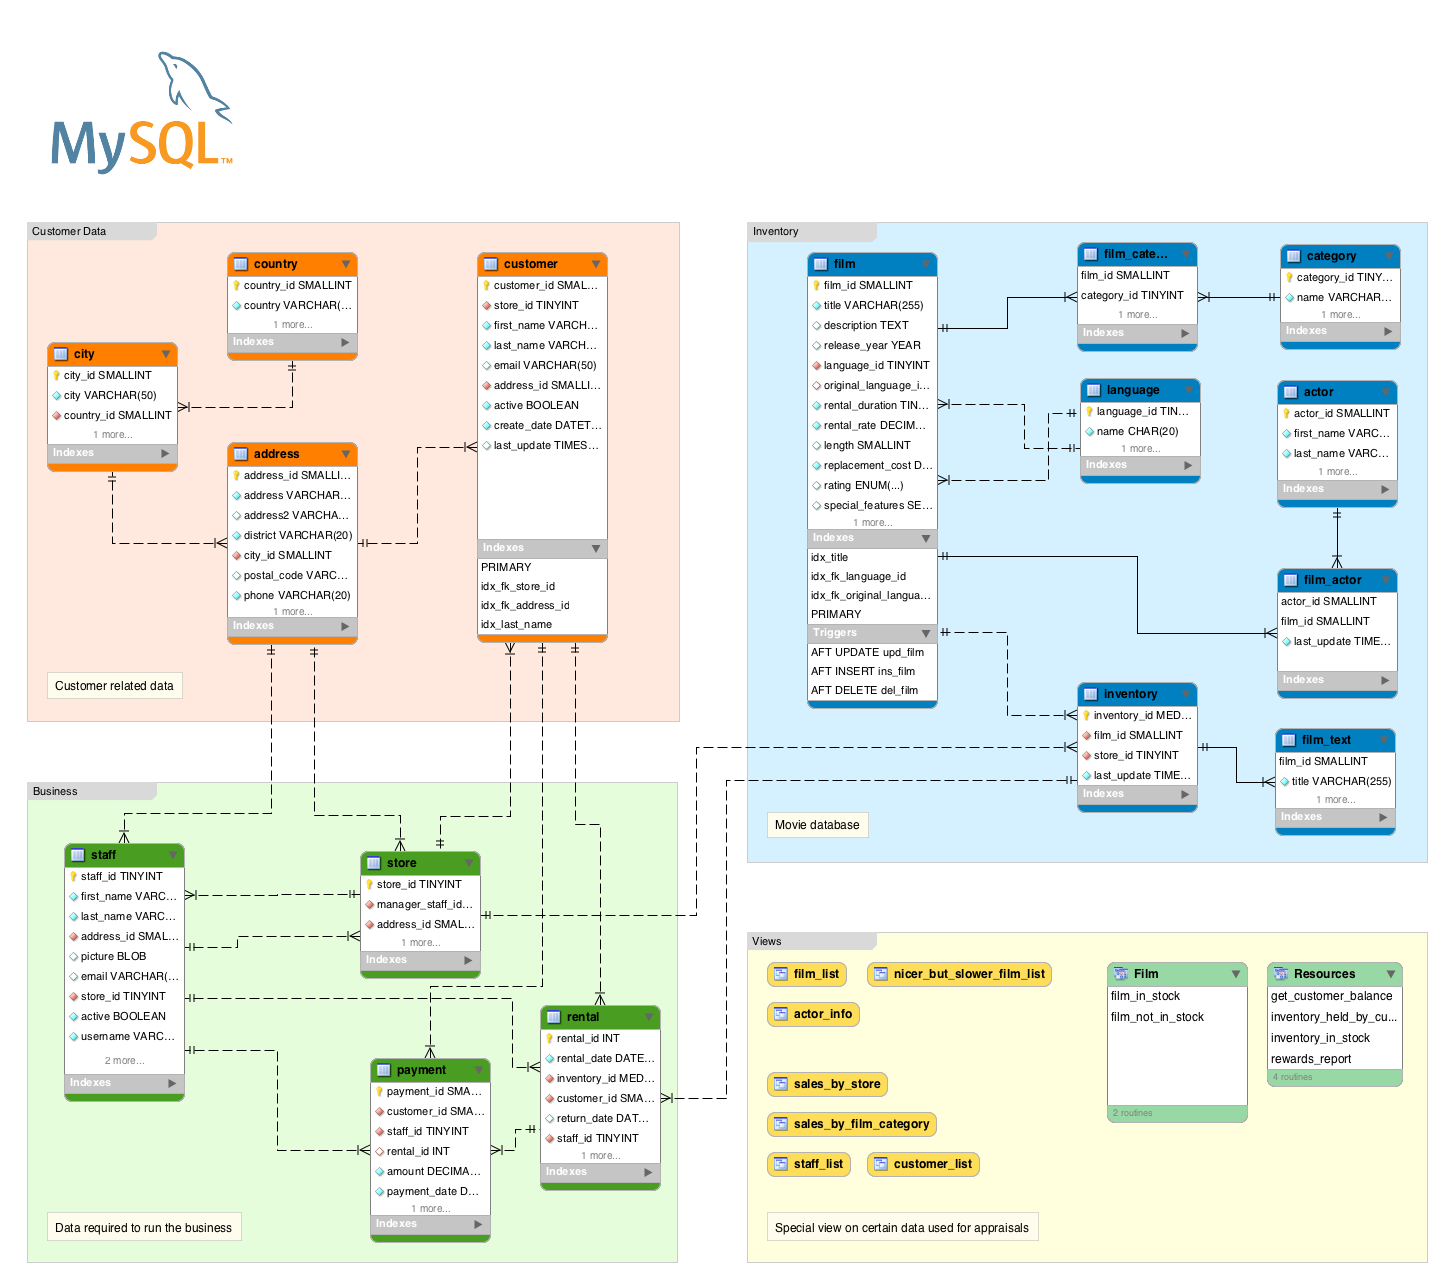 MySQL™
Customer Data
country
country_id SMALLINT
country VARCHAR(...
1 more...
Indexes
city
city_id SMALLINT
city VARCHAR(50)
country_id SMALLINT
1 more...
Indexes
address
address_id SMALLI...
address VARCHAR...
address2 VARCHA...
district VARCHAR(20)
city_id SMALLINT
postal_code VARC...
phone VARCHAR(20)
1 more...
Indexes
customer
customer_id SMAL...
store_id TINYINT
first_name VARCH...
last_name VARCH...
email VARCHAR(50)
address_id SMALLI...
active BOOLEAN
create_date DATET...
last_update TIMES...
Indexes
PRIMARY
idx_fk_store_id
idx_fk_address_id
idx_last_name
Customer related data
Inventory
film
film_id SMALLINT
title VARCHAR(255)
description TEXT
release_year YEAR
language_id TINYINT
original_language_i...
rental_duration TIN...
rental_rate DECIM...
length SMALLINT
replacement_cost D...
rating ENUM(...)
special_features SE...
1 more...
Indexes
idx_title
idx_fk_language_id
idx_fk_original_langua...
PRIMARY
Triggers
AFT UPDATE upd_film
AFT INSERT ins_film
AFT DELETE del_film
film_cate...
film_id SMALLINT
category_id TINYINT
1 more...
Indexes
category
category_id TINY...
name VARCHAR...
1 more...
Indexes
language
language_id TIN...
name CHAR(20)
1 more...
Indexes
actor
actor_id SMALLINT
first_name VARC...
last_name VARC...
1 more...
Indexes
film_actor
actor_id SMALLINT
film_id SMALLINT
last_update TIME...
Indexes
inventory
inventory_id MED...
film_id SMALLINT
store_id TINYINT
last_update TIME...
Indexes
film_text
film_id SMALLINT
title VARCHAR(255)
1 more...
Indexes
Movie database
Business
staff
staff_id TINYINT
first_name VARC...
last_name VARC...
address_id SMAL...
picture BLOB
email VARCHAR(...
store_id TINYINT
active BOOLEAN
username VARC...
2 more...
Indexes
store
store_id TINYINT
manager_staff_id...
address_id SMAL...
1 more...
Indexes
payment
payment_id SMA...
customer_id SMA...
staff_id TINYINT
rental_id INT
amount DECIMA...
payment_date D...
1 more...
Indexes
rental
rental_id INT
rental_date DATE...
inventory_id MED...
customer_id SMA...
return_date DAT...
staff_id TINYINT
1 more...
Indexes
Data required to run the business
Views
film_list
nicer_but_slower_film_list
actor_info
sales_by_store
sales_by_film_category
staff_list
customer_list
Film
film_in_stock
film_not_in_stock
2 routines
Resources
get_customer_balance
inventory_held_by_cu...
inventory_in_stock
rewards_report
4 routines
Special view on certain data used for appraisals